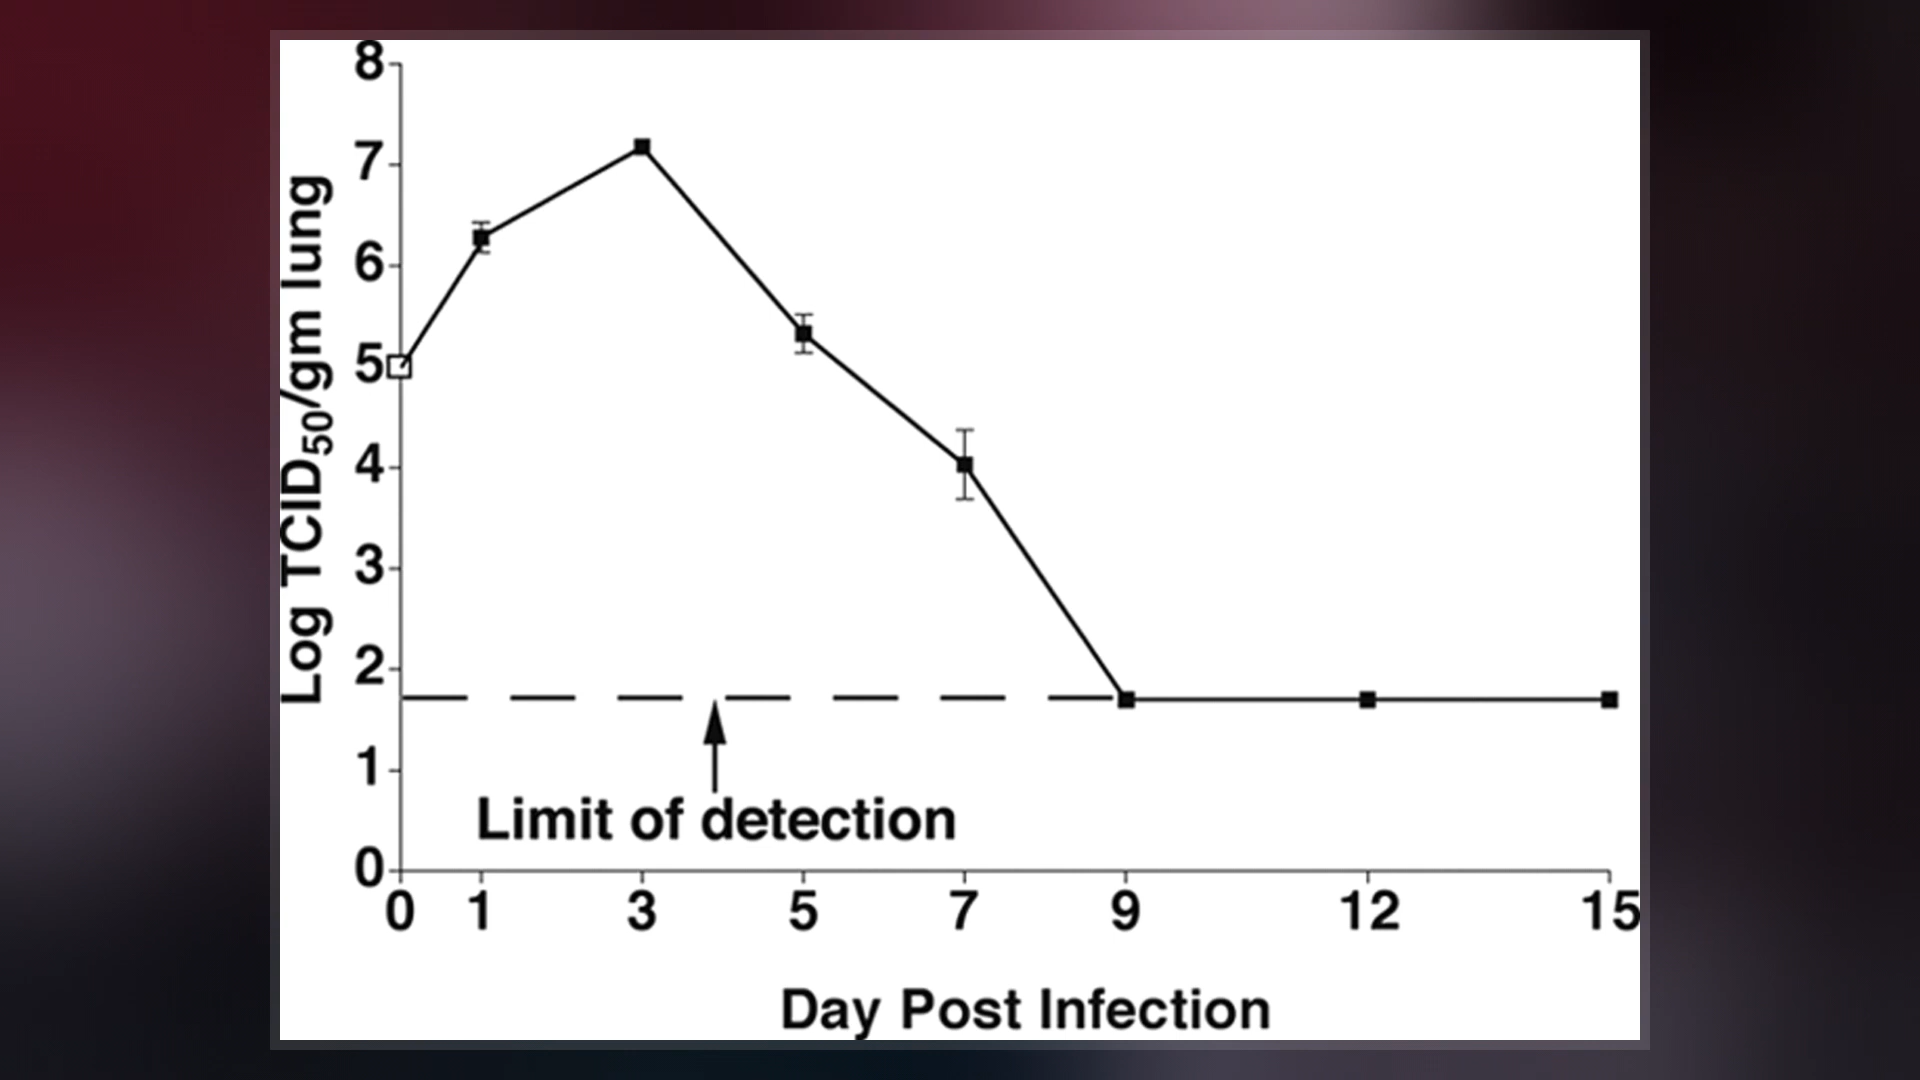 8
7
6
5
4
3
2
1
0
Log TCID50/gm lung
Limit of detection
0 1 3 5 7 9 12 15
Day Post Infection